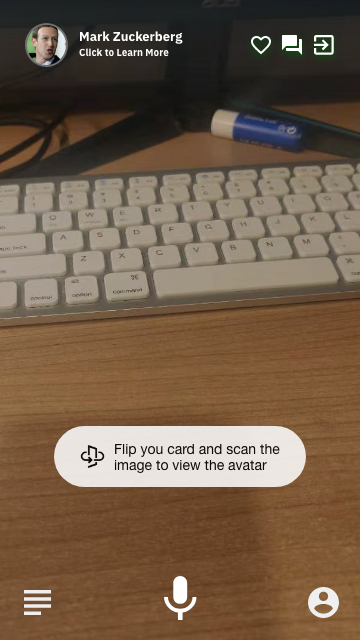 Mark Zuckerberg
Click to Learn More
Q W E R T Y U
A S D F G H J K L
Z X C V B N M
⌘
control option command
Flip you card and scan the
image to view the avatar